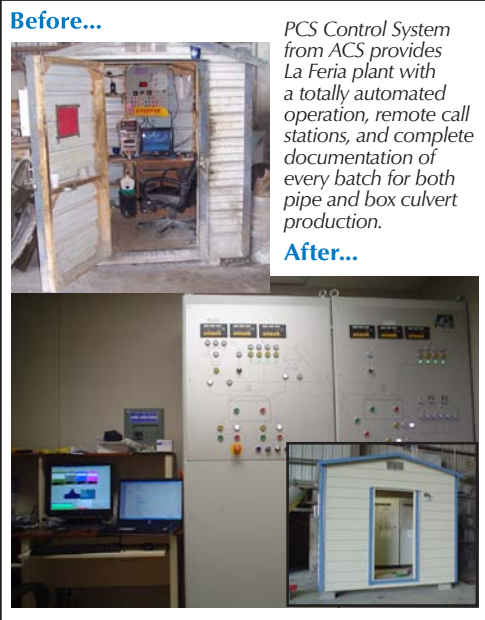 Before...
PCS Control System
from ACS provides
La Feria plant with
a totally automated
operation, remote call
stations, and complete
documentation of
every batch for both
pipe and box culvert
production.
After...